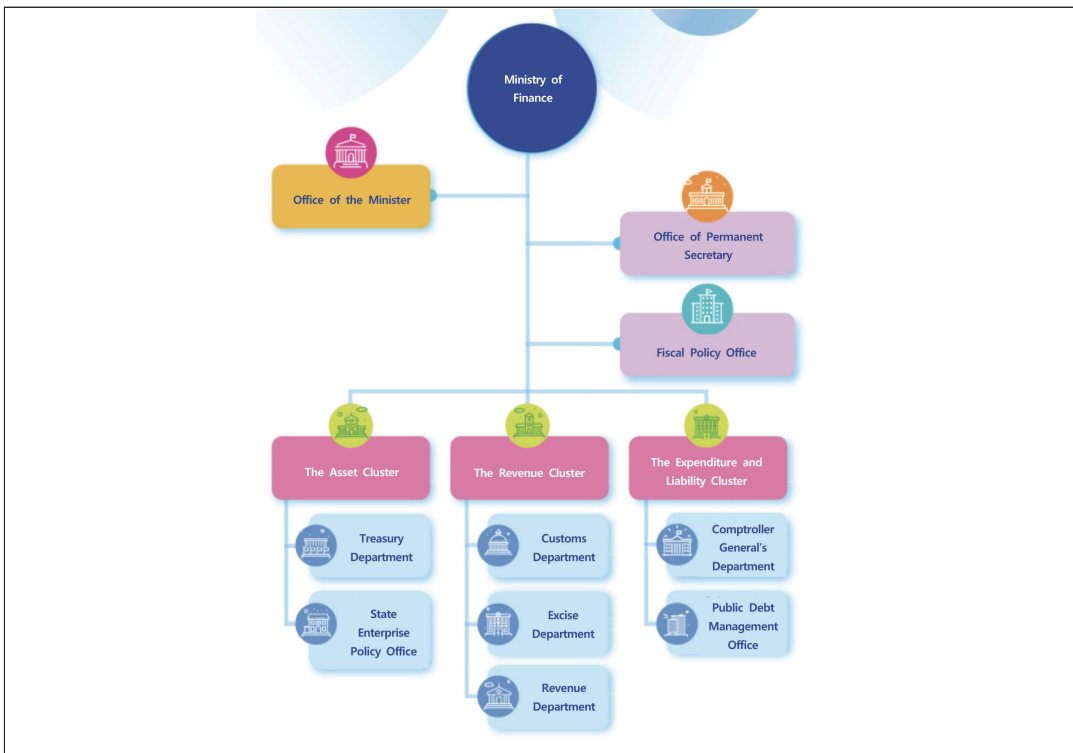 Ministry of
Finance
Office of the Minister
Office of Permanent
Secretary
Fiscal Policy Office
The Asset Cluster
The Revenue Cluster
The Expenditure and
Liability Cluster
Treasury
Department
State
Enterprise
Policy Office
Customs
Department
Excise
Department
Revenue
Department
Comptroller
General's
Department
Public Debt
Management
Office